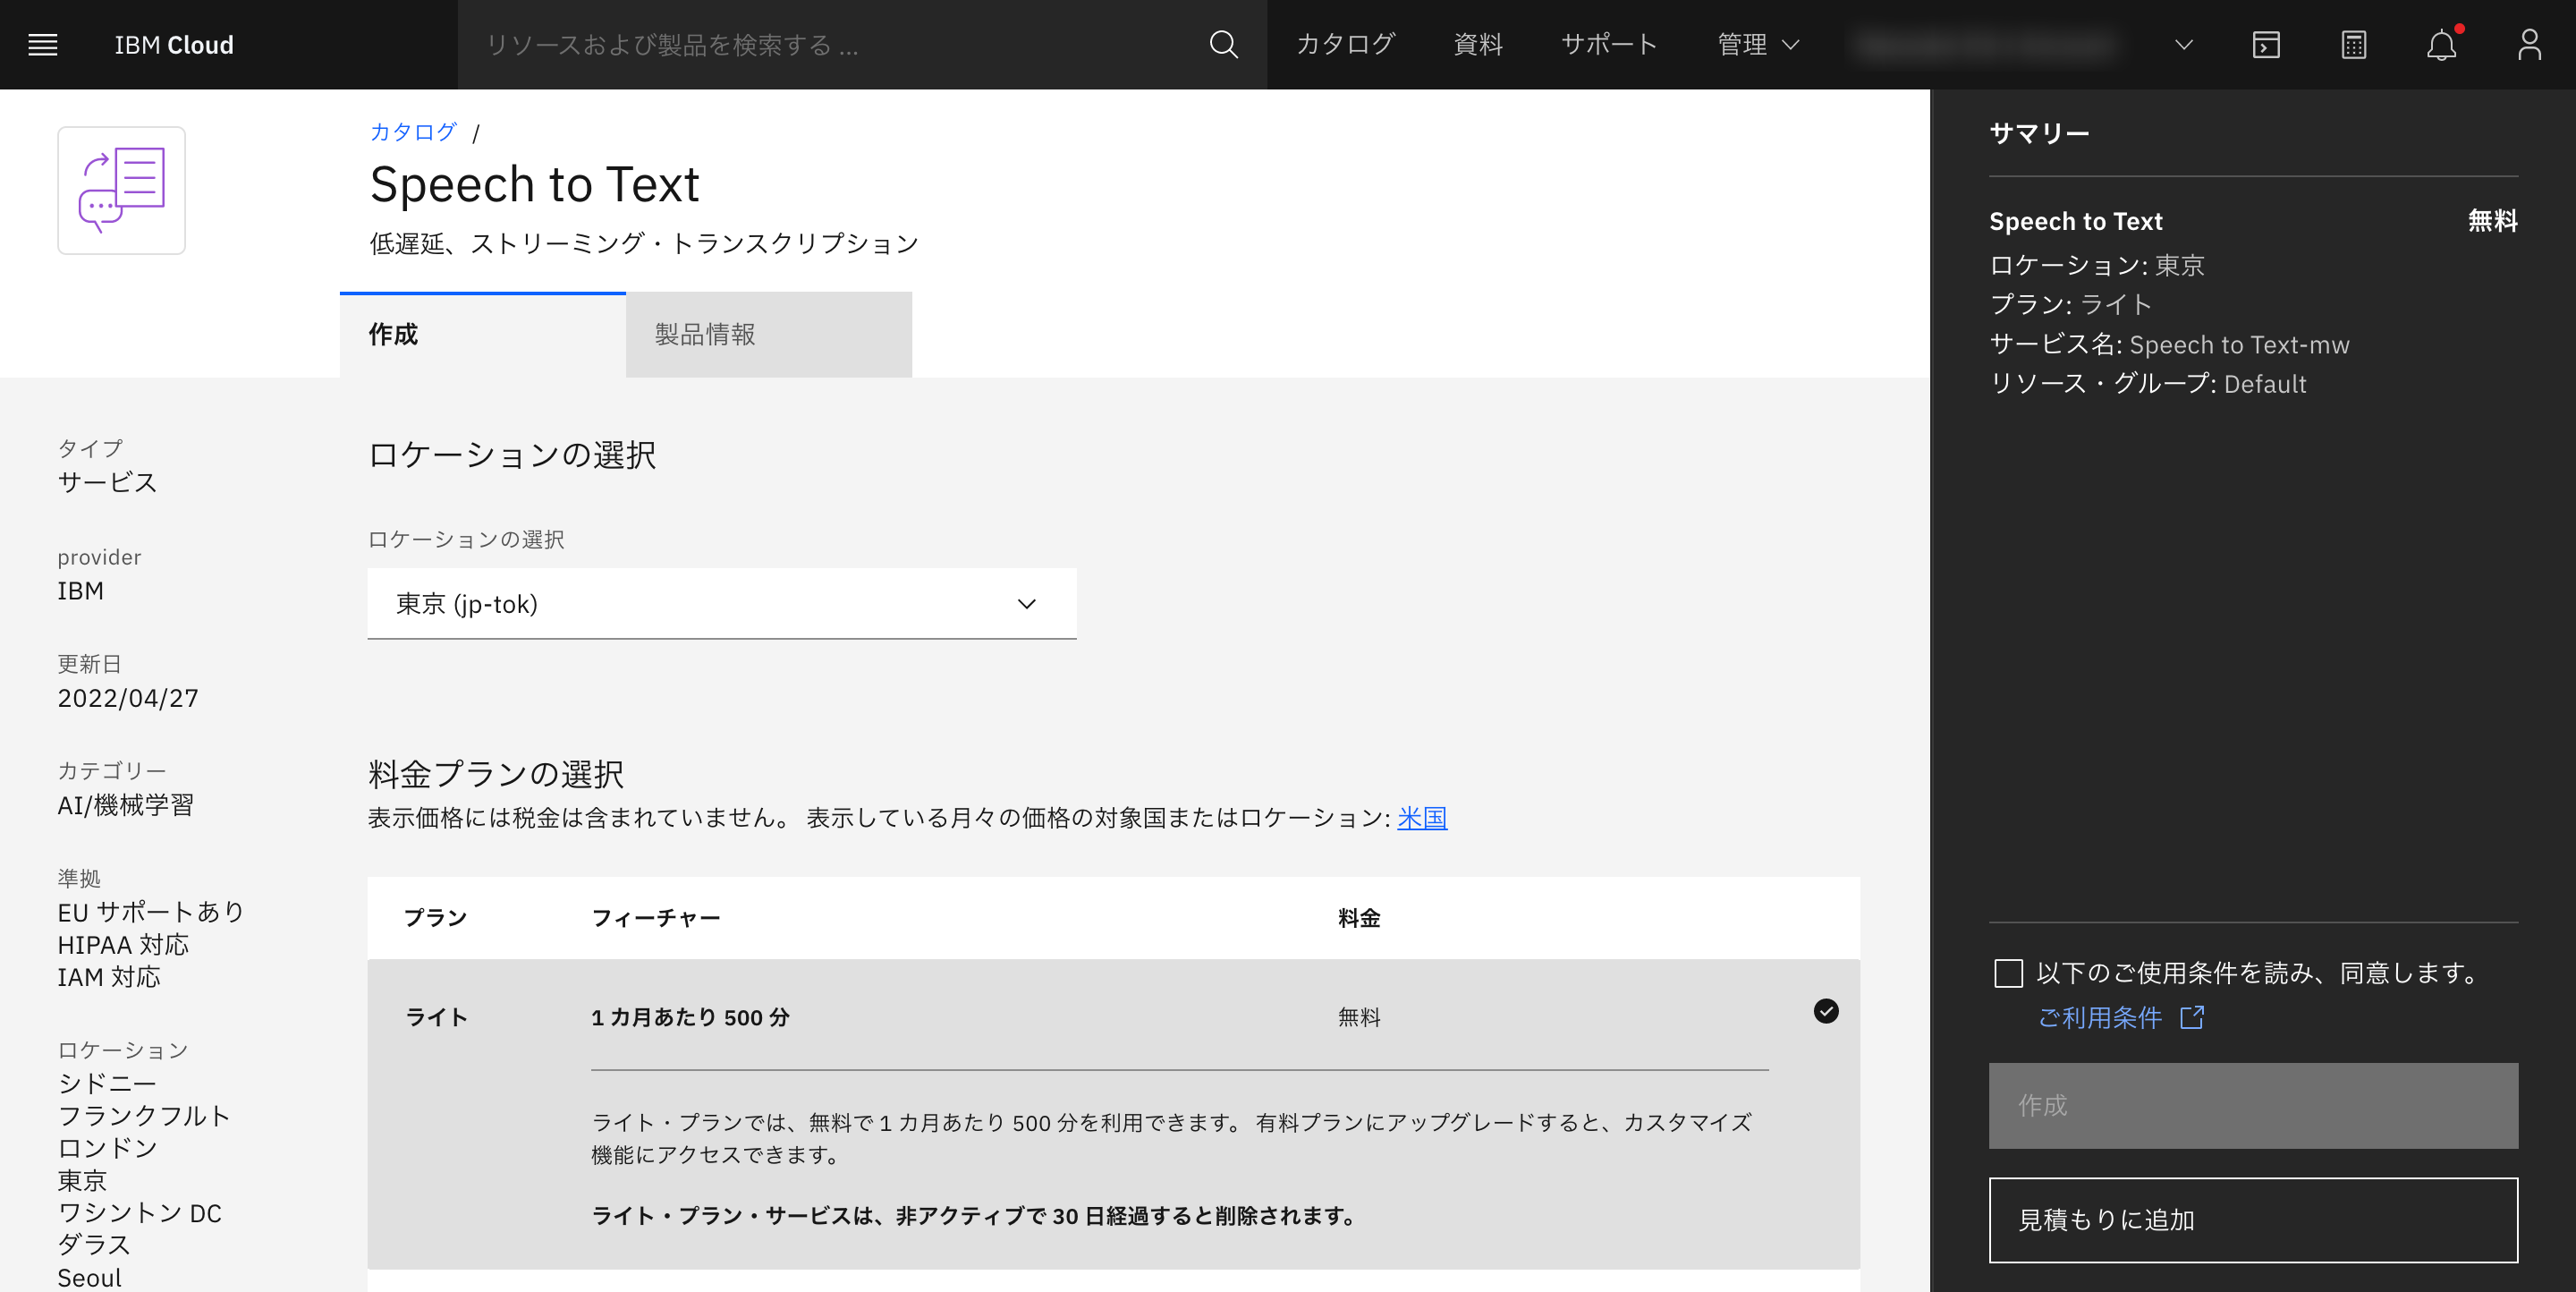 IBM Cloud
リソースおよび製品を検索する ...
カタログ
資料
サポート
管理
カタログ /
Speech to Text
低遅延、ストリーミング・トランスクリプション
作成
製品情報
タイプ
サービス
provider
IBM
更新日
2022/04/27
カテゴリー
AI/機械学習
準拠
EU サポートあり
HIPAA 対応
IAM 対応
ロケーション
シドニー
フランクフルト
ロンドン
東京
ワシントン DC
ダラス
Seoul
ロケーションの選択
ロケーションの選択
東京 (jp-tok)
料金プランの選択
表示価格には税金は含まれていません。 表示している月々の価格の対象国またはロケーション: 米国
プラン フィーチャー 料金
ライト 1 カ月あたり 500 分 無料
ライト・プランでは、無料で 1 カ月あたり 500 分を利用できます。 有料プランにアップグレードすると、カスタマイズ
機能にアクセスできます。
ライト・プラン・サービスは、非アクティブで 30 日経過すると削除されます。
サマリー
Speech to Text 無料
ロケーション: 東京
プラン: ライト
サービス名: Speech to Text-mw
リソース・グループ: Default
以下のご使用条件を読み、同意します。
ご利用条件
作成
見積もりに追加